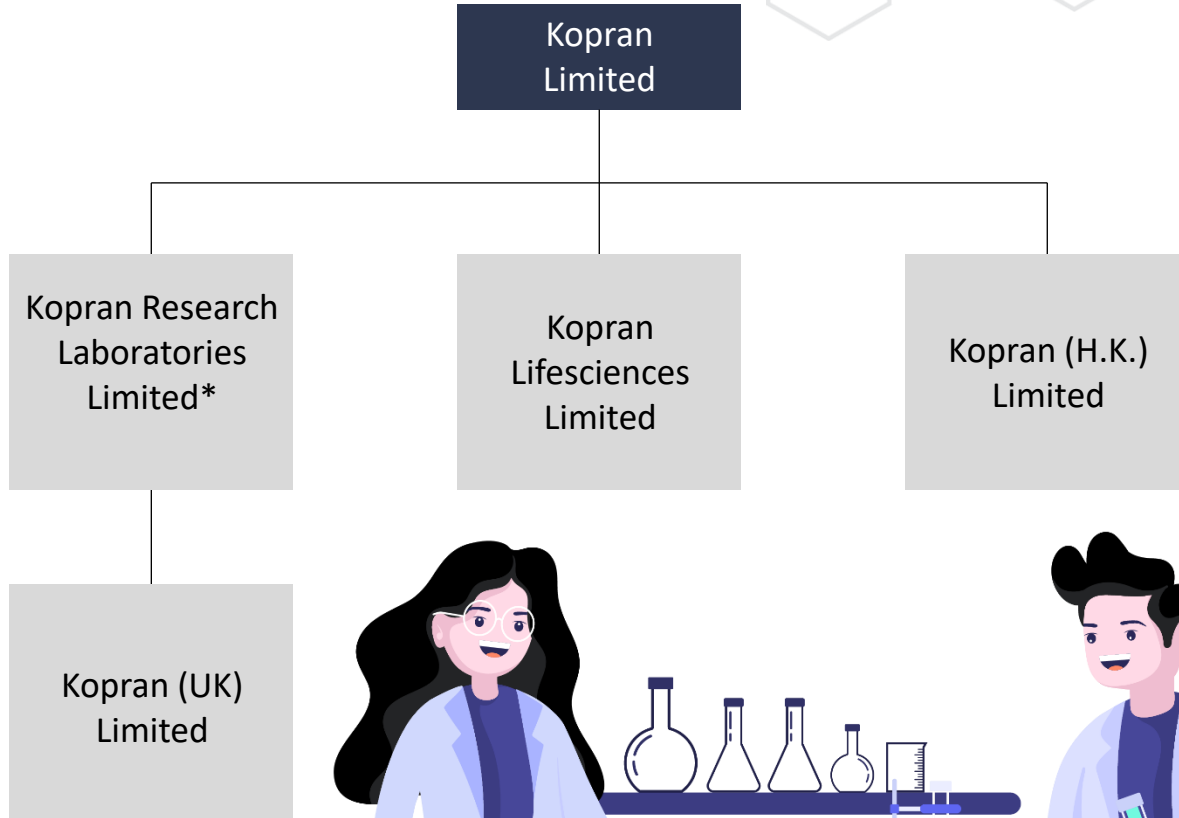 Kopran
Limited
Kopran Research
Laboratories
Limited*
Kopran
Lifesciences
Limited
Kopran (H.K.)
Limited
Kopran (UK)
Limited